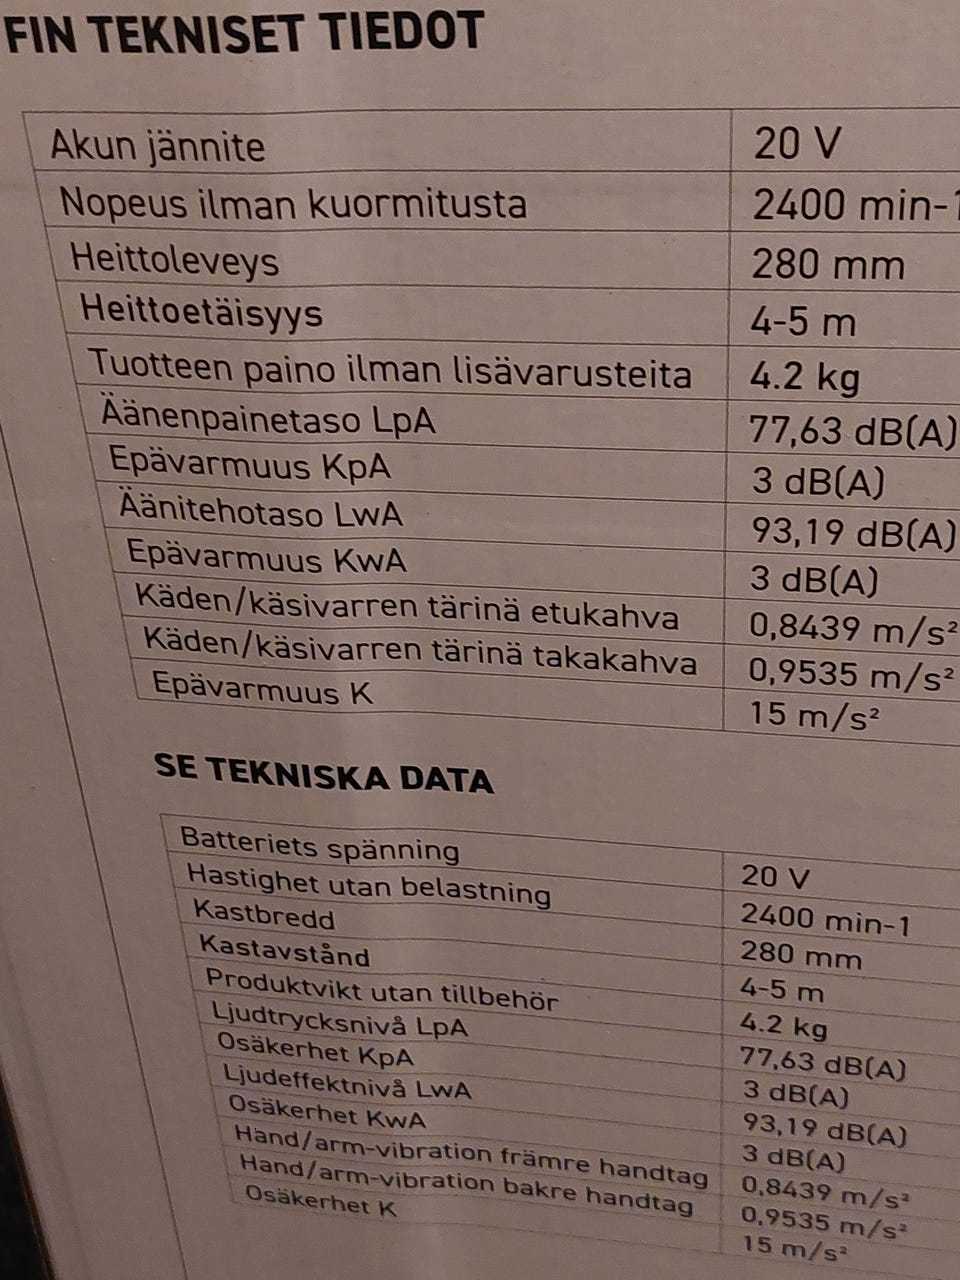 FIN TEKNISET TIEDOT
Akun jännite 20 V
Nopeus ilman kuormitusta 2400 min-1
Heittoleveys 280 mm
Heittoetäisyys 4-5 m
Tuotteen paino ilman lisävarusteita 4.2 kg
Äänenpainetaso LpA 77,63 dB(A)
Epävarmuus KpA 3 dB(A)
Äänitehotaso LwA 93,19 dB(A)
Epävarmuus KwA 3 dB(A)
Käden/käsivarren tärinä etukahva 0,8439 m/s²
Käden/käsivarren tärinä takakahva 0,9535 m/s²
Epävarmuus K 15 m/s²
SE TEKNISKA DATA
Batteriets spänning 20 V
Hastighet utan belastning 2400 min-1
Kastbredd 280 mm
Kastavstånd 4-5 m
Produktvikt utan tillbehör 4.2 kg
Ljudtrycksnivå LpA 77,63 dB(A)
Osäkerhet KpA 3 dB(A)
Ljudeffektnivå LwA 93,19 dB(A)
Osäkerhet KwA 3 dB(A)
Hand/arm-vibration främre handtag 0,8439 m/s²
Hand/arm-vibration bakre handtag 0,9535 m/s²
Osäkerhet K 15 m/s²